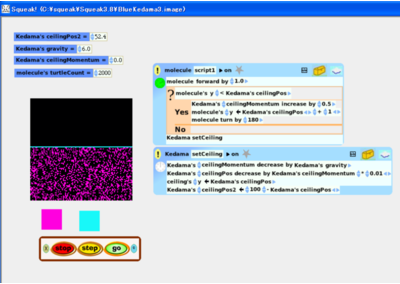 Squeak! (C:¥squeak¥Squeak3.8¥BlueKedama3.image)
Kedama's ceilingPos2 = 52.4
Kedama's gravity = 6.0
Kedama's ceilingMomentum = 0.0
molecule's turtleCount = 2000
molecule script1 on
molecule forward by 1.0
? molecule's y < Kedama's ceilingPos
Yes Kedama's ceilingMomentum increase by 0.5
molecule's y ← Kedama's ceilingPos + 1
molecule turn by 180
No
Kedama setCeiling
Kedama setCeiling on
Kedama's ceilingMomentum decrease by Kedama's gravity
Kedama's ceilingPos decrease by Kedama's ceilingMomentum * 0.01
ceiling's y ← Kedama's ceilingPos
Kedama's ceilingPos2 ← 100 - Kedama's ceilingPos
stop step go